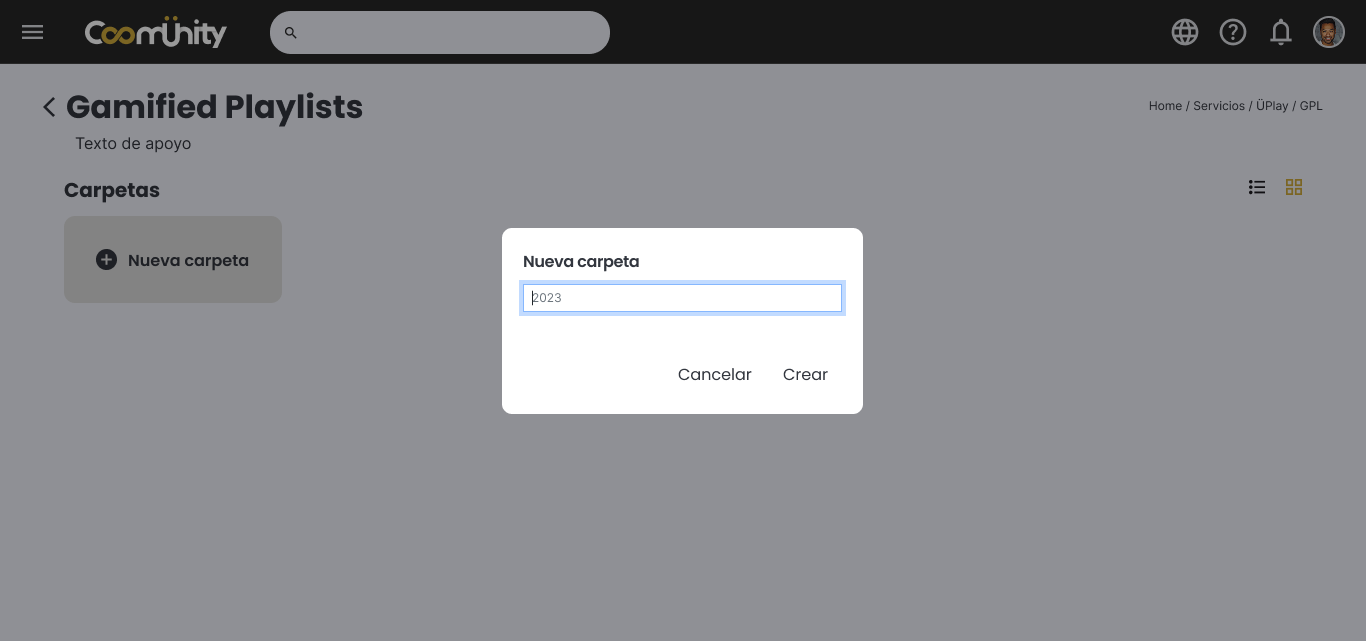 Coomünity
Gamified Playlists
Home / Servicios / ÜPlay / GPL
Texto de apoyo
Carpetas
Nueva carpeta
Nueva carpeta
2023
Cancelar Crear